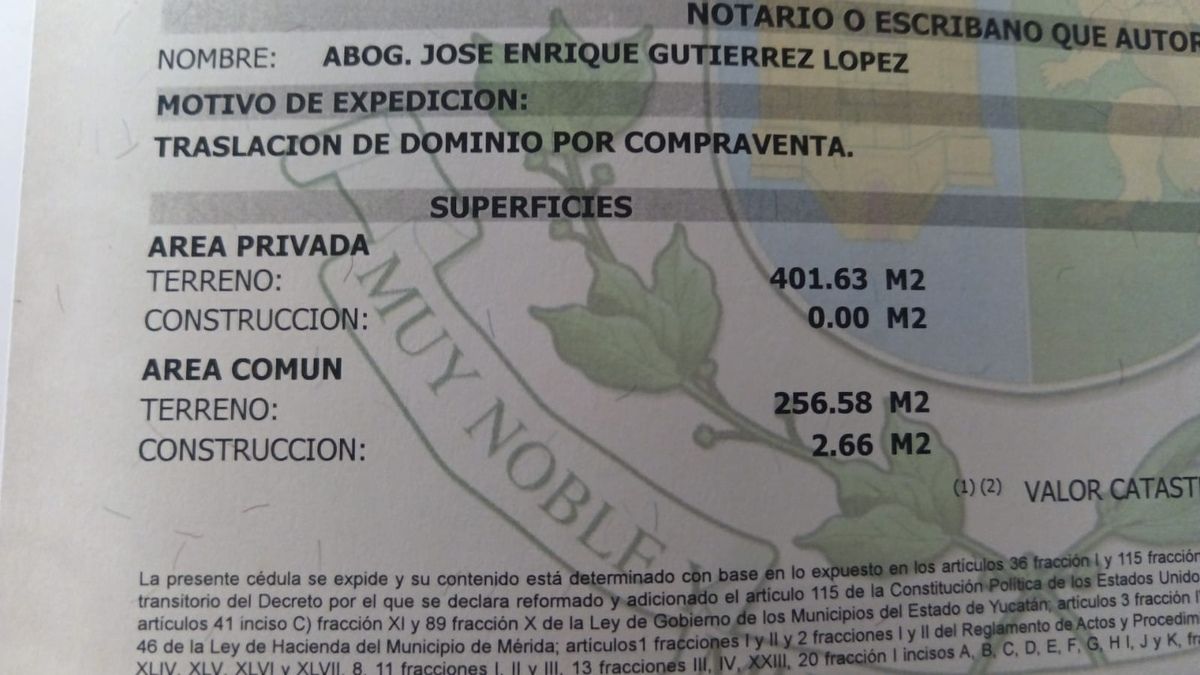 NOTARIO O ESCRIBANO QUE AUTOR
NOMBRE: ABOG. JOSE ENRIQUE GUTIERREZ LOPEZ
MOTIVO DE EXPEDICION:
TRASLACION DE DOMINIO POR COMPRAVENTA.
SUPERFICIES
AREA PRIVADA
TERRENO: 401.63 M2
CONSTRUCCION: 0.00 M2
AREA COMUN
TERRENO: 256.58 M2
CONSTRUCCION: 2.66 M2
MUY NOBLE
(1) (2) VALOR CATAST
La presente cédula se expide y su contenido está determinado con base en lo expuesto en los artículos 36 fracción I y 115 fracción
transitorio del Decreto por el que se declara reformado y adicionado el artículo 115 de la Constitución Política de los Estados Unido
artículos 41 inciso C) fracción XI y 89 fracción X de la Ley de Gobierno de los Municipios del Estado de Yucatán; artículos 3 fracción
46 de la Ley de Hacienda del Municipio de Mérida; artículos1 fracciones I y II y 2 fracciones I y II del Reglamento de Actos y Procedim
XLIV, XLV, XLVI y XLVII, 8, 11 fracciones I, II y III, 13 fracciones III, IV, XXIII, 20 fracción I incisos A, B, C, D, E, F, G, H I, J y K, fr